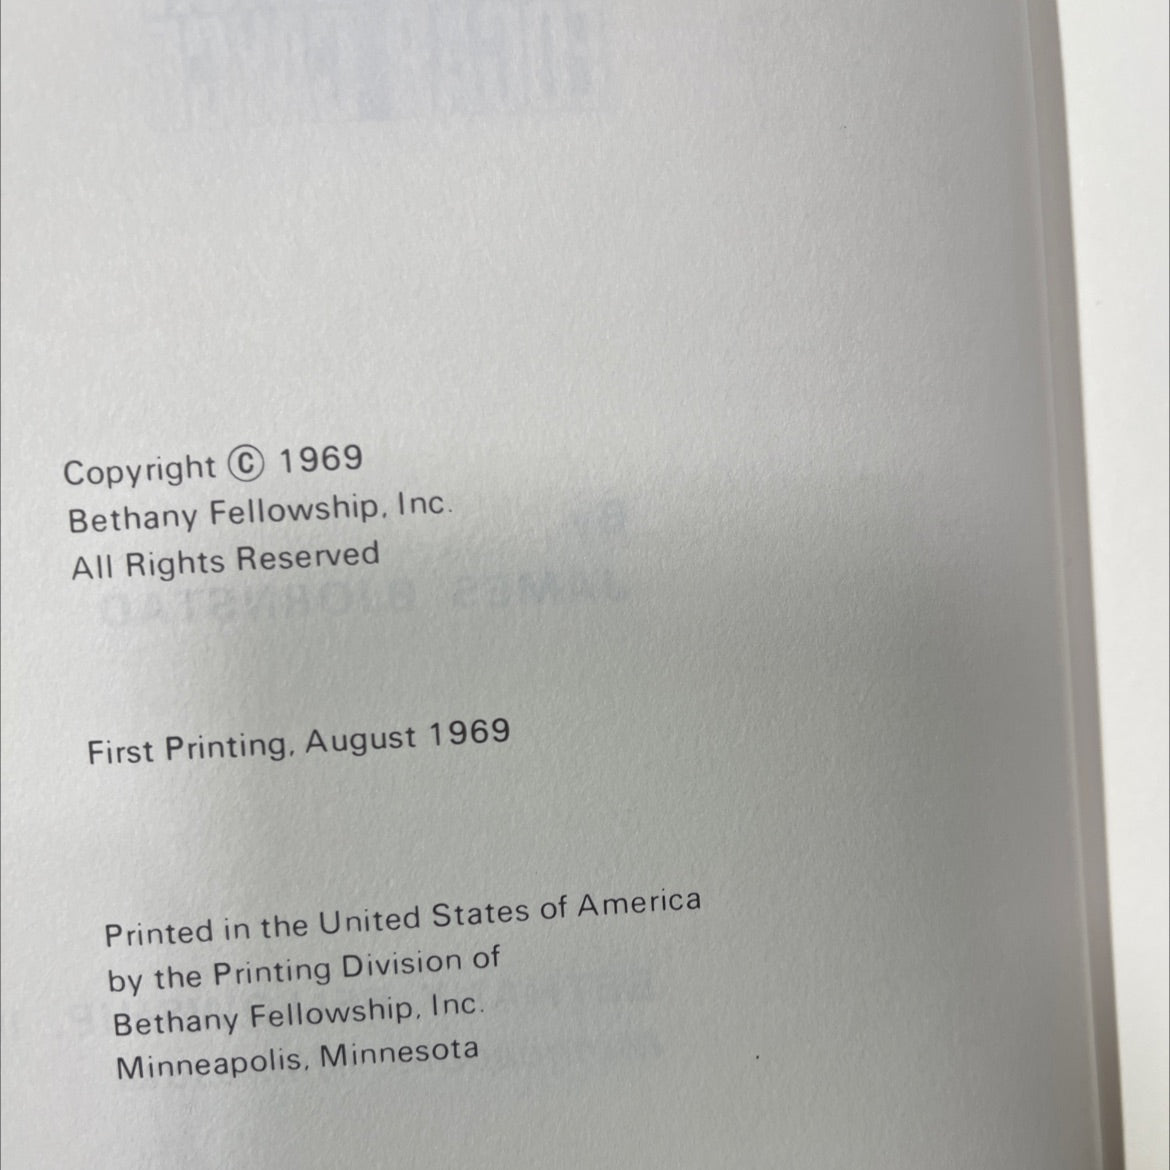 Copyright © 1969
Bethany Fellowship, Inc.
All Rights Reserved
First Printing, August 1969
Printed in the United States of America
by the Printing Division of
Bethany Fellowship, Inc.
Minneapolis, Minnesota